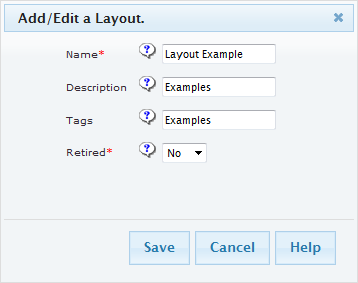 Add/Edit a Layout.
Name* ? Layout Example
Description ? Examples
Tags ? Examples
Retired* ? No
Save Cancel Help